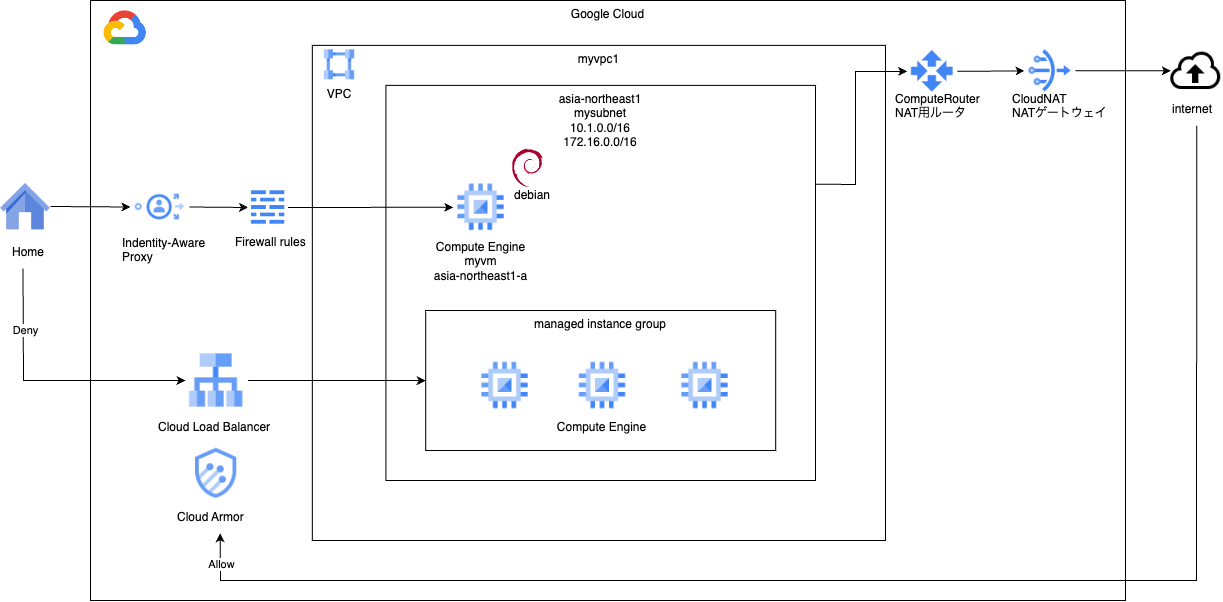 Google Cloud
myvpc1
VPC
asia-northeast1
mysubnet
10.1.0.0/16
172.16.0.0/16
debian
ComputeRouter
NAT用ルータ
CloudNAT
NATゲートウェイ
internet
Home
Indentity-Aware
Proxy
Firewall rules
Compute Engine
myvm
asia-northeast1-a
Deny
managed instance group
Compute Engine
Cloud Load Balancer
Cloud Armor
Allow